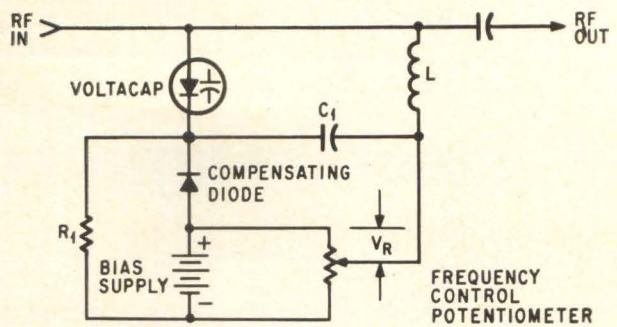 RF
IN
RF
OUT
VOLTACAP
L
C1
COMPENSATING
DIODE
R1
+
VR
BIAS
SUPPLY
−
FREQUENCY
CONTROL
POTENTIOMETER